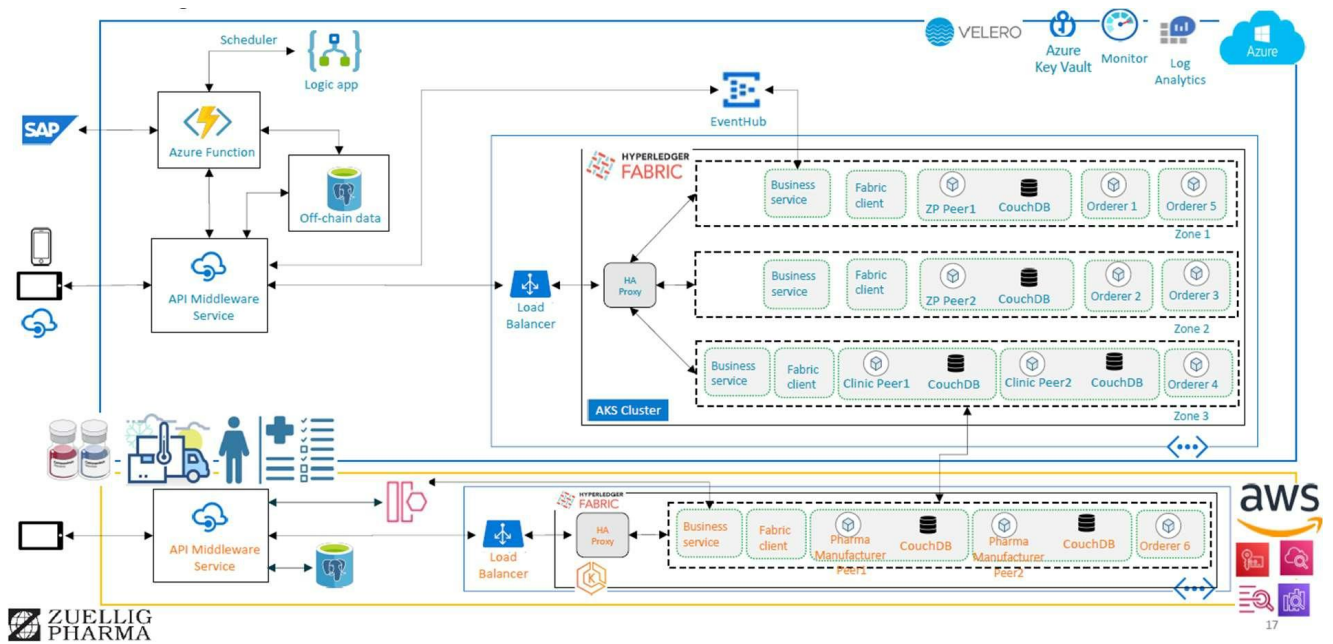 Scheduler
Logic app
SAP
Azure Function
Off-chain data
API Middleware
Service
EventHub
VELERO
Azure
Key Vault
Monitor
Log
Analytics
Azure
Load
Balancer
HYPERLEDGER
FABRIC
HA
Proxy
AKS Cluster
Business
service
Fabric
client
ZP Peer1
CouchDB
Orderer 1
Orderer 5
Zone 1
Business
service
Fabric
client
ZP Peer2
CouchDB
Orderer 2
Orderer 3
Zone 2
Business
service
Fabric
client
Clinic Peer1
CouchDB
Clinic Peer2
CouchDB
Orderer 4
Zone 3
API Middleware
Service
Load
Balancer
HYPERLEDGER
FABRIC
HA
Proxy
K
Business
service
Fabric
client
Pharma
Manufacturer
Peer1
CouchDB
Pharma
Manufacturer
Peer2
CouchDB
Orderer 6
aws
ZUELLIG
PHARMA
17